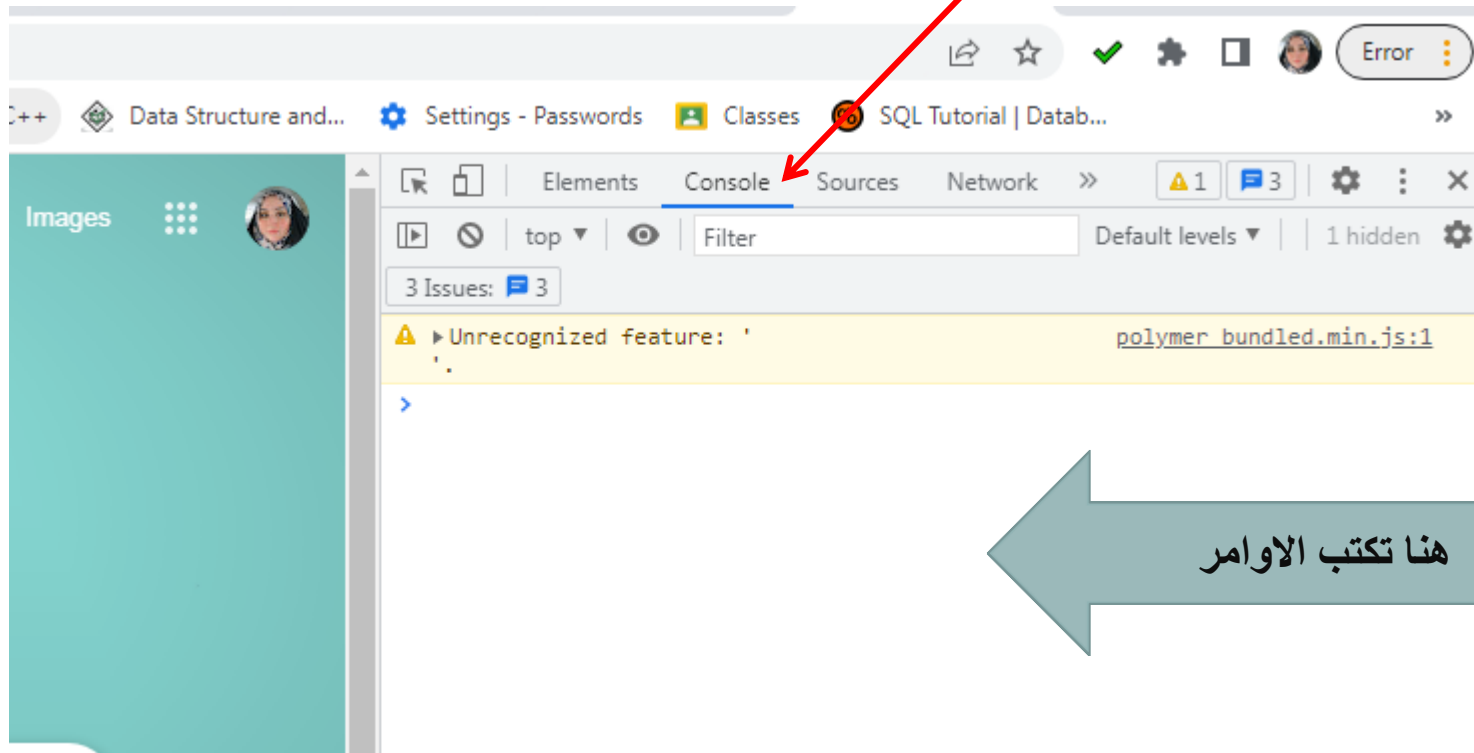 Error
C++ Data Structure and... Settings - Passwords Classes SQL Tutorial | Datab... »
Images
Elements Console Sources Network » 1 3
top Filter Default levels 1 hidden
3 Issues: 3
Unrecognized feature: ' polymer_bundled.min.js:1
'.
>
هنا تكتب الاوامر